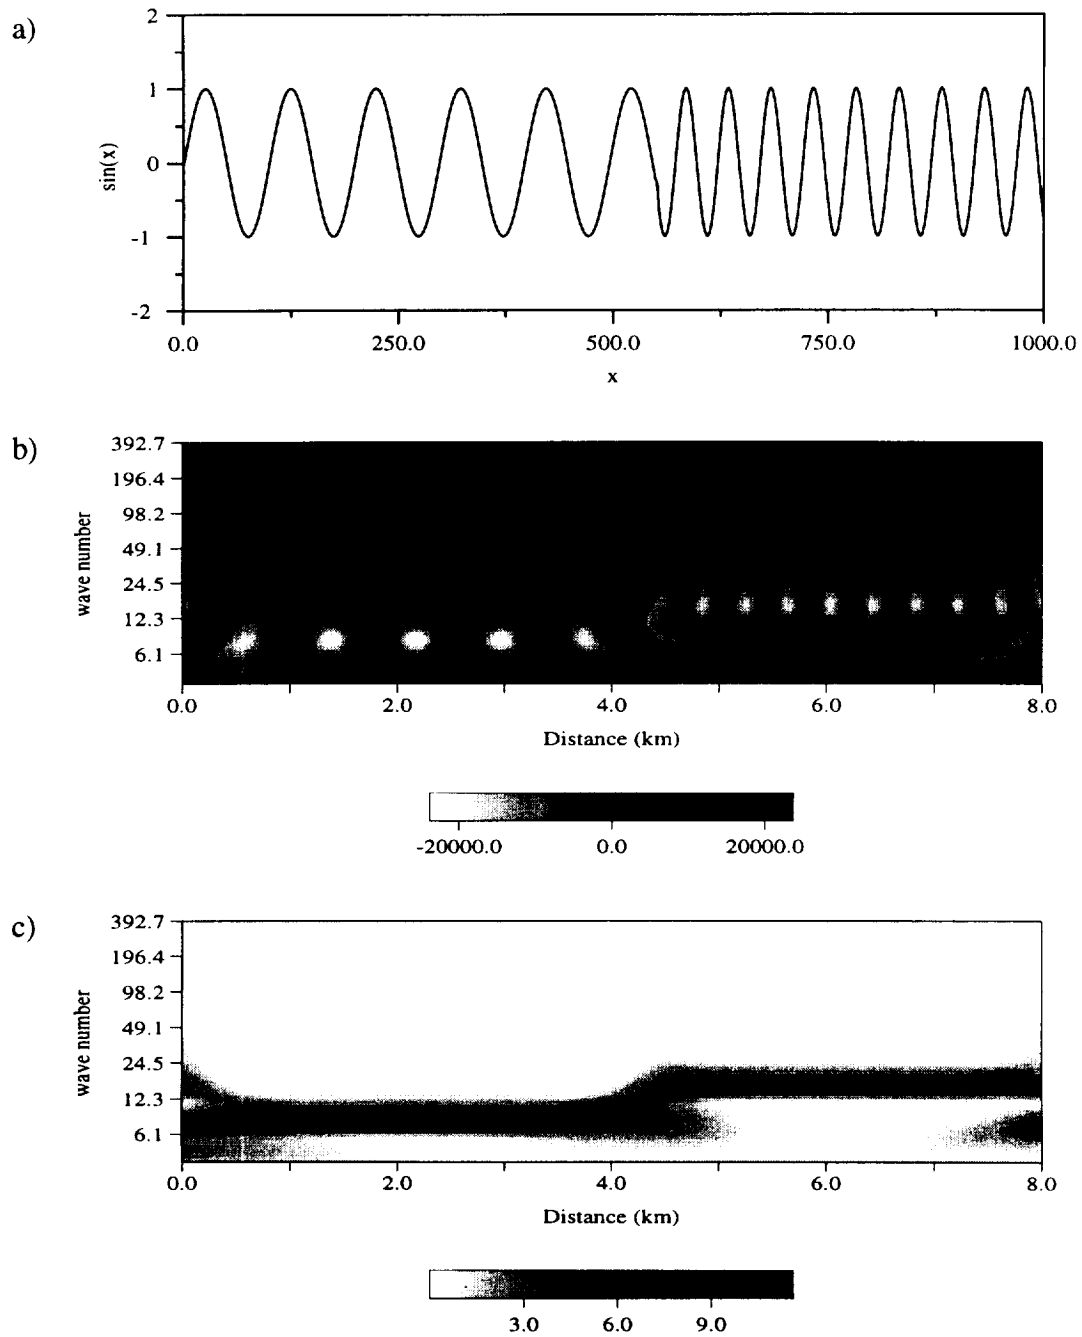 a)
2
1
0
-1
-2
sin(x)
0.0 250.0 500.0 750.0 1000.0
x
b)
392.7
196.4
98.2
49.1
24.5
12.3
6.1
wave number
0.0 2.0 4.0 6.0 8.0
Distance (km)
-20000.0 0.0 20000.0
c)
392.7
196.4
98.2
49.1
24.5
12.3
6.1
wave number
0.0 2.0 4.0 6.0 8.0
Distance (km)
3.0 6.0 9.0